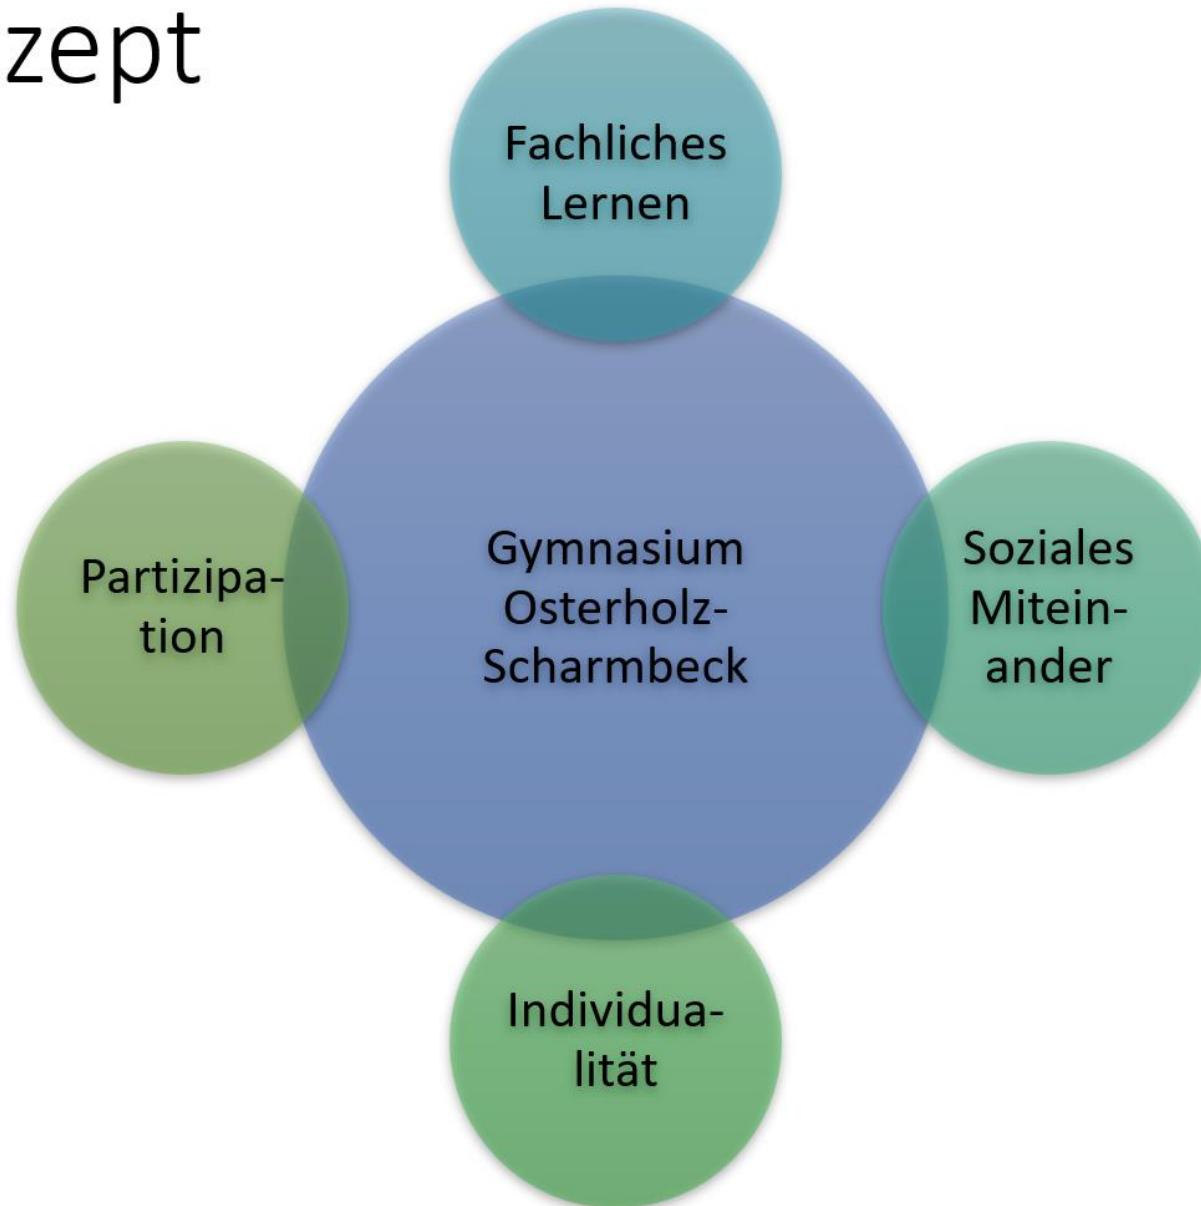 zept
Fachliches
Lernen
Partizipa-
tion
Gymnasium
Osterholz-
Scharmbeck
Soziales
Mitein-
ander
Individua-
lität